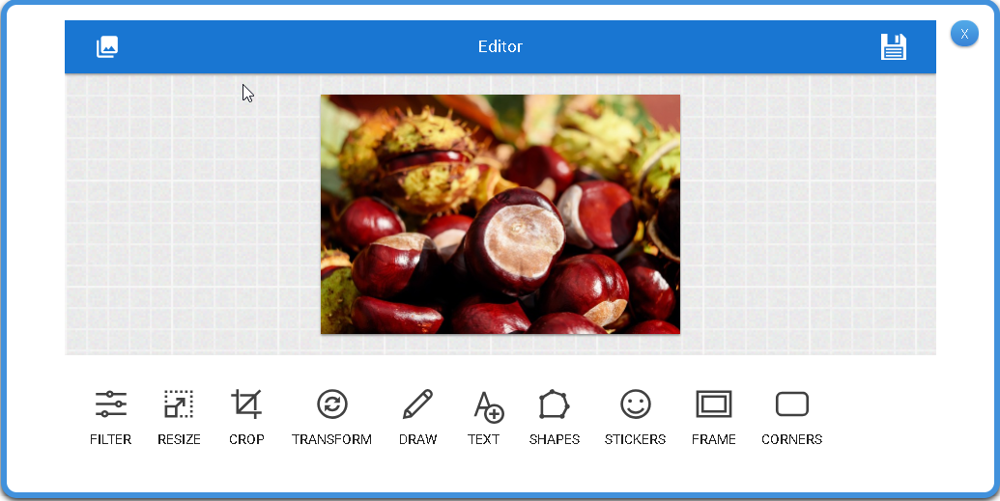 Editor
X
FILTER RESIZE CROP TRANSFORM DRAW TEXT SHAPES STICKERS FRAME CORNERS